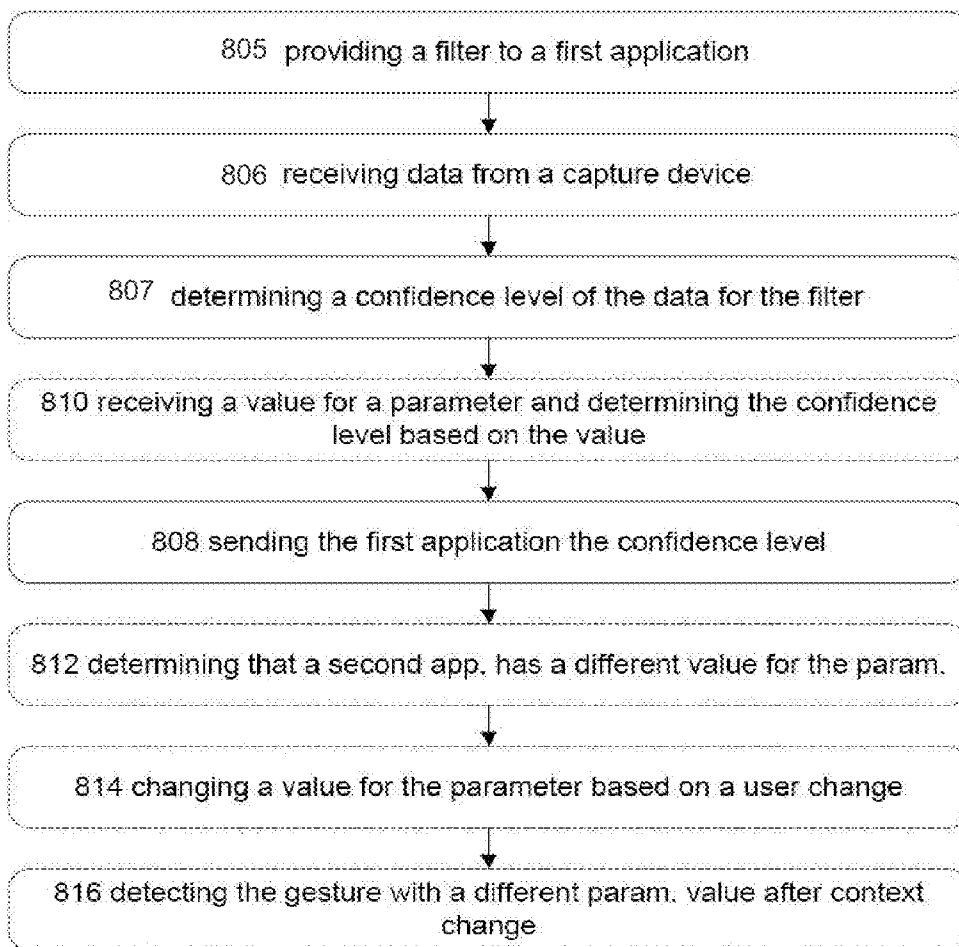 805 providing a filter to a first application
806 receiving data from a capture device
807 determining a confidence level of the data for the filter
810 receiving a value for a parameter and determining the confidence
level based on the value
808 sending the first application the confidence level
812 determining that a second app. has a different value for the param.
814 changing a value for the parameter based on a user change
816 detecting the gesture with a different param. value after context
change